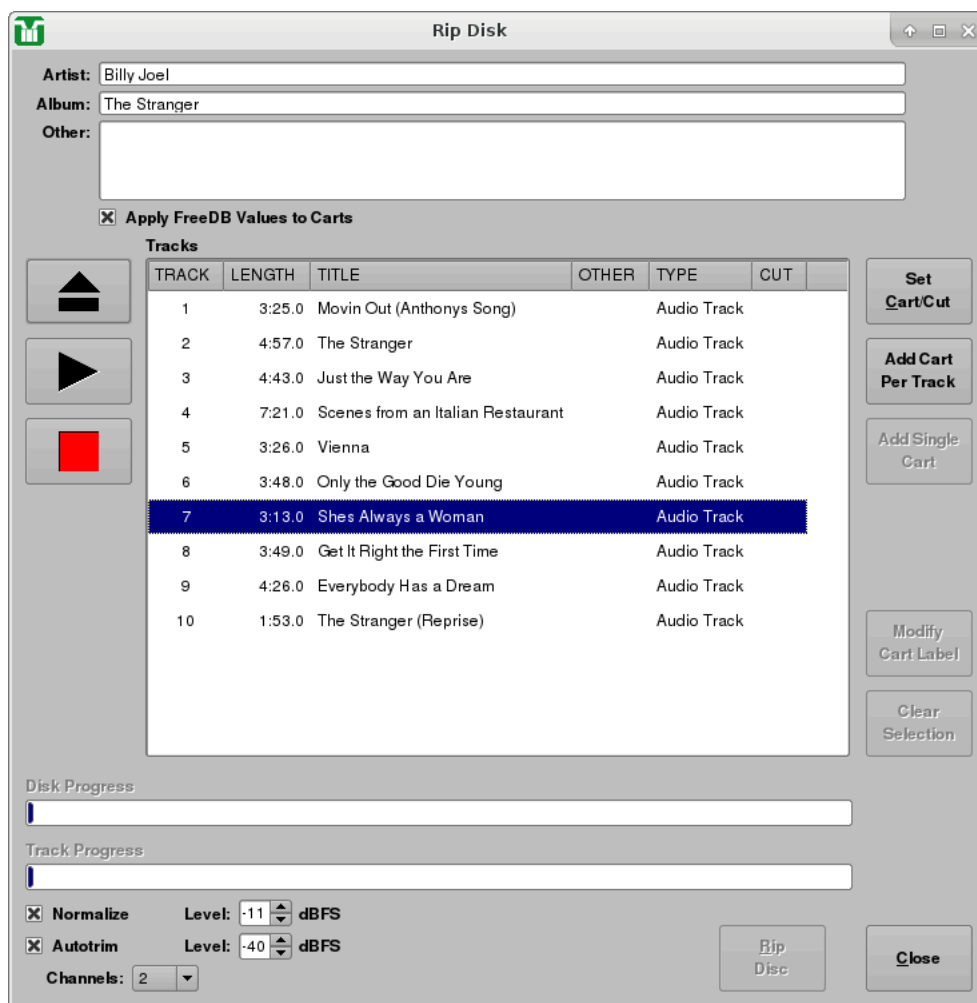 Rip Disk
Artist: Billy Joel
Album: The Stranger
Other:
Apply FreeDB Values to Carts
Tracks
TRACK LENGTH TITLE OTHER TYPE CUT
1 3:25.0 Movin Out (Anthonys Song) Audio Track
2 4:57.0 The Stranger Audio Track
3 4:43.0 Just the Way You Are Audio Track
4 7:21.0 Scenes from an Italian Restaurant Audio Track
5 3:26.0 Vienna Audio Track
6 3:48.0 Only the Good Die Young Audio Track
7 3:13.0 Shes Always a Woman Audio Track
8 3:49.0 Get It Right the First Time Audio Track
9 4:26.0 Everybody Has a Dream Audio Track
10 1:53.0 The Stranger (Reprise) Audio Track
Set
Cart/Cut
Add Cart
Per Track
Add Single
Cart
Modify
Cart Label
Clear
Selection
Disk Progress
Track Progress
Normalize Level: -11 dBFS
Autotrim Level: -40 dBFS
Channels: 2
Rip
Disc
Close